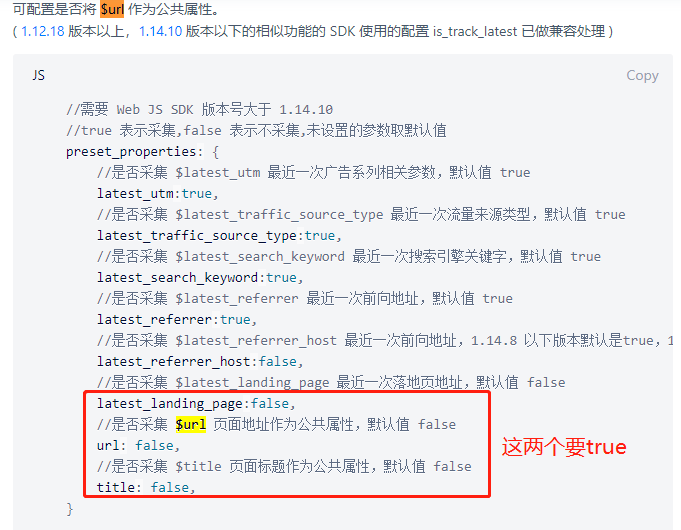 可配置是否将 $url 作为公共属性。
( 1.12.18 版本以上，1.14.10 版本以下的相似功能的 SDK 使用的配置 is_track_latest 已做兼容处理 )
JS
Copy
//需要 Web JS SDK 版本号大于 1.14.10
//true 表示采集,false 表示不采集,未设置的参数取默认值
preset_properties: {
//是否采集 $latest_utm 最近一次广告系列相关参数，默认值 true
latest_utm:true,
//是否采集 $latest_traffic_source_type 最近一次流量来源类型，默认值 true
latest_traffic_source_type:true,
//是否采集 $latest_search_keyword 最近一次搜索引擎关键字，默认值 true
latest_search_keyword:true,
//是否采集 $latest_referrer 最近一次前向地址，默认值 true
latest_referrer:true,
//是否采集 $latest_referrer_host 最近一次前向地址，1.14.8 以下版本默认是true，1
latest_referrer_host:false,
//是否采集 $latest_landing_page 最近一次落地页地址，默认值 false
latest_landing_page:false,
//是否采集 $url 页面地址作为公共属性，默认值 false
url: false,
//是否采集 $title 页面标题作为公共属性，默认值 false
title: false,
}
这两个要true